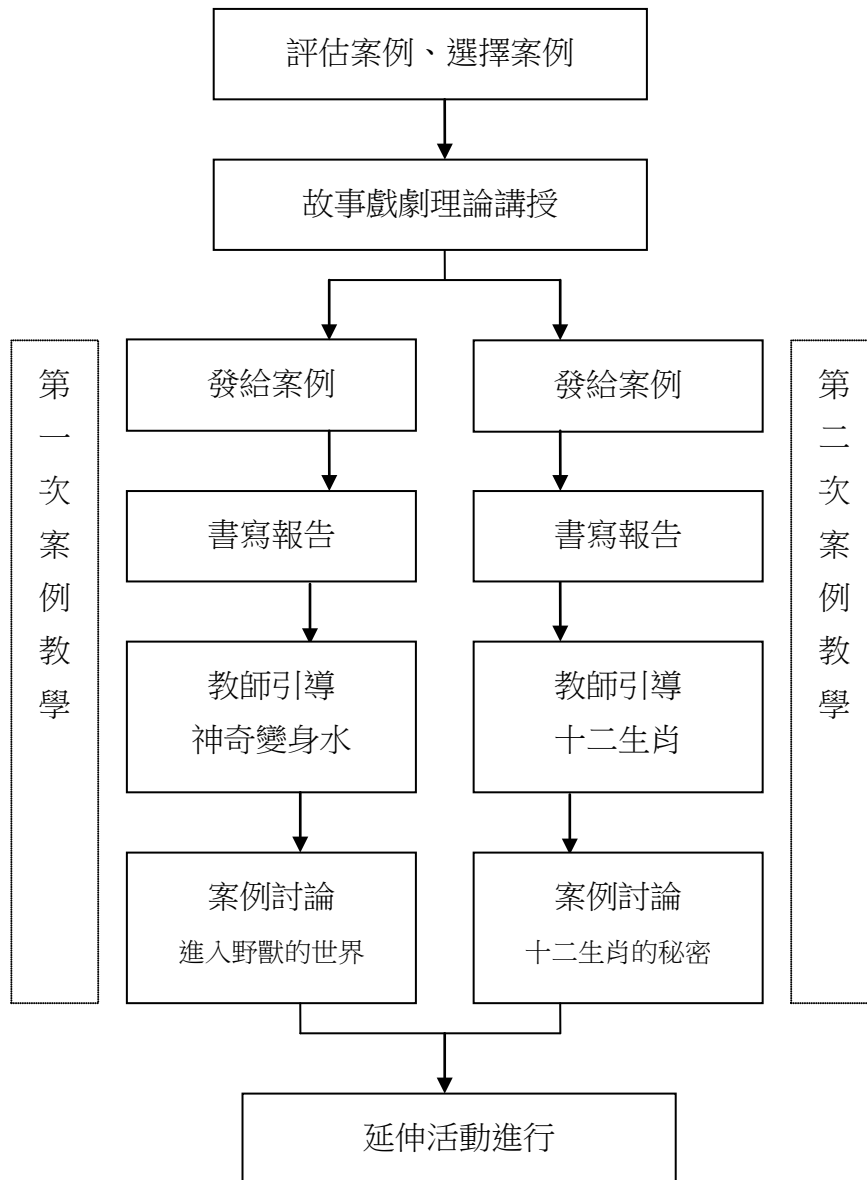 評估案例、選擇案例
故事戲劇理論講授
第一次案例教學
發給案例
書寫報告
教師引導
神奇變身水
案例討論
進入野獸的世界
發給案例
書寫報告
教師引導
十二生肖
案例討論
十二生肖的秘密
第二次案例教學
延伸活動進行